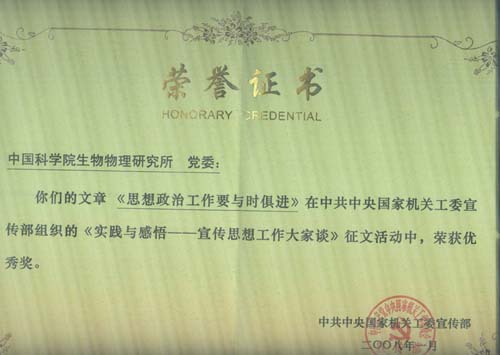 荣誉证书
HONORARY CREDENTIAL
中国科学院生物物理研究所 党委：
你们的文章《思想政治工作要与时俱进》在中共中央国家机关工委宣
传部组织的《实践与感悟——宣传思想工作大家谈》征文活动中，荣获优
秀奖。
中共中央国家机关工委宣传部
二〇〇八年一月